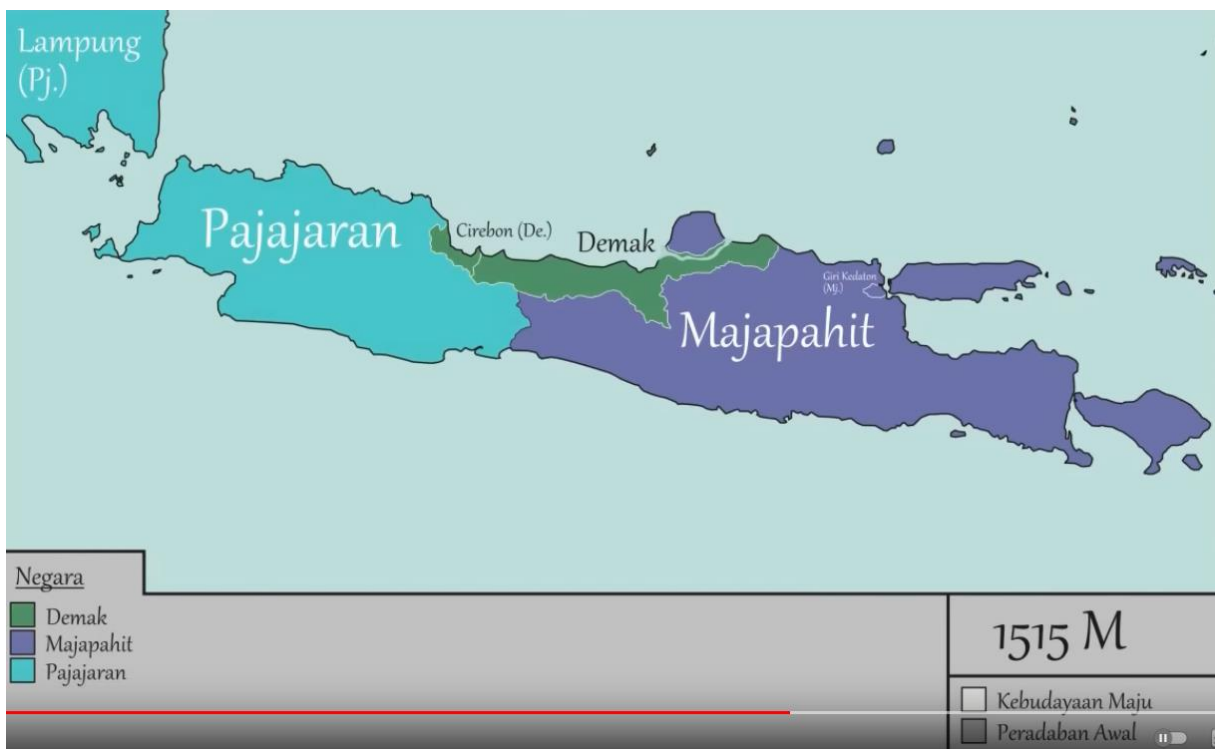 Lampung
(Pj.)
Pajajaran
Cirebon (De.)
Demak
Giri Kedaton
(Mj.)
Majapahit
Negara
Demak
Majapahit
Pajajaran
1515 M
Kebudayaan Maju
Peradaban Awal